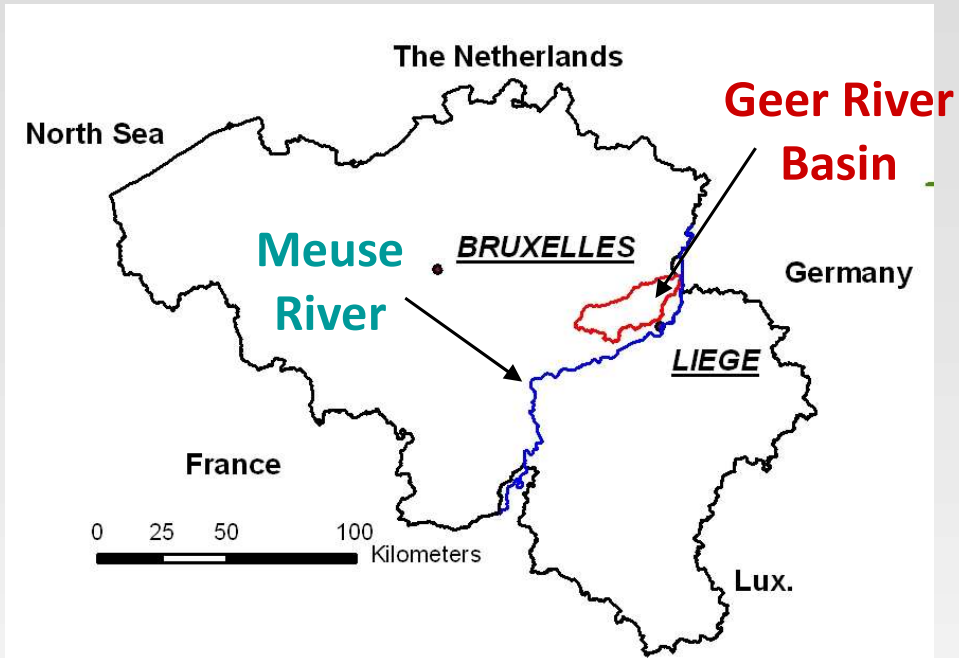 The Netherlands
Geer River
Basin
North Sea
Meuse
River
BRUXELLES
Germany
LIEGE
France
0 25 50 100
Kilometers
Lux.